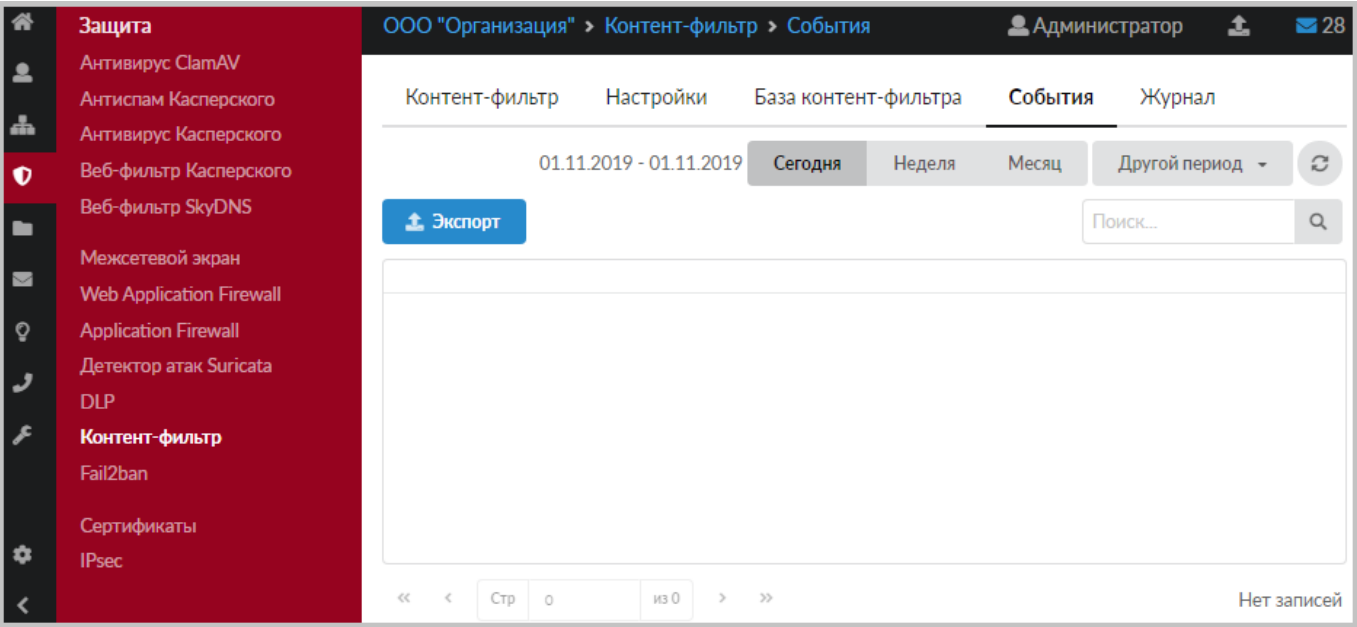 Защита
Антивирус ClamAV
Антиспам Касперского
Антивирус Касперского
Веб-фильтр Касперского
Веб-фильтр SkyDNS
Межсетевой экран
Web Application Firewall
Application Firewall
Детектор атак Suricata
DLP
Контент-фильтр
Fail2ban
Сертификаты
IPsec
ООО "Организация" > Контент-фильтр > События
Администратор 28
Контент-фильтр Настройки База контент-фильтра События Журнал
01.11.2019 - 01.11.2019 Сегодня Неделя Месяц Другой период
Экспорт Поиск...
« < Стр 0 из 0 > » Нет записей